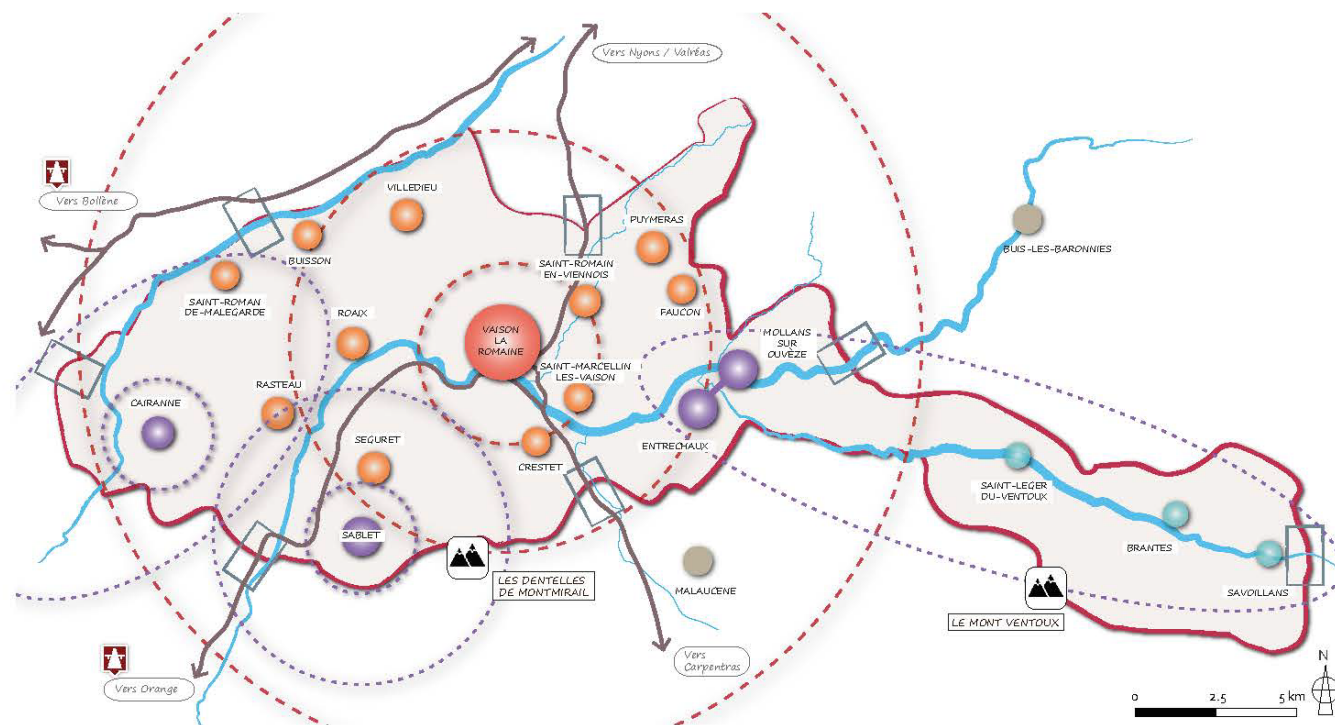 Vers Nyons / Valréas
Vers Bollène
VILLEDIEU
BUISSON
PUYMERAS
BUIS-LES-BARONNIES
SAINT-ROMAN
DE-MALEGARDE
SAINT-ROMAIN
EN-VIENNOIS
FAUCON
ROAIX
VAISON
LA
ROMAINE
MOLLANS
SUR
OUVÈZE
SAINT-MARCELLIN
LES-VAISON
RASTEAU
CAIRANNE
SEGURET
CRESTET
ENTRECHAUX
SAINT-LEGER
DU-VENTOUX
SABLET
BRANTES
LES DENTELLES
DE MONTMIRAIL
MALAUCENE
SAVOILLANS
LE MONT VENTOUX
Vers
Carpentras
Vers Orange
N
0 2.5 5 km